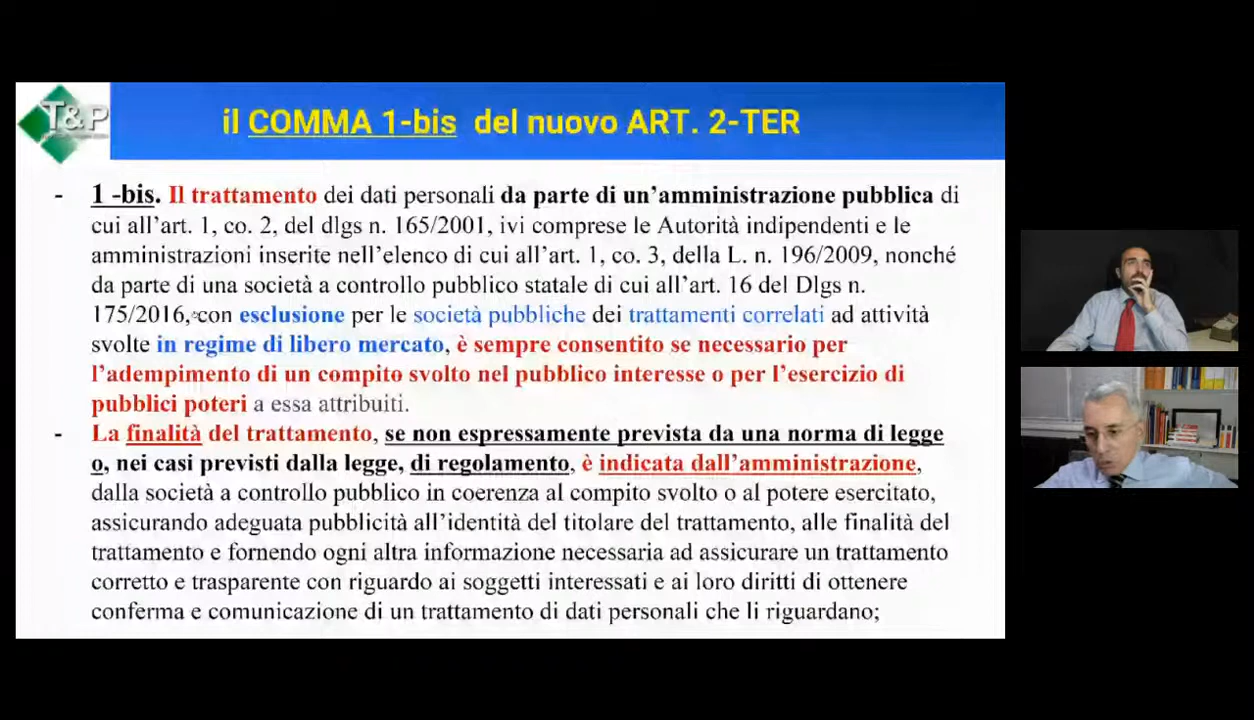 T&P
il COMMA 1-bis del nuovo ART. 2-TER
- 1 -bis. Il trattamento dei dati personali da parte di un’amministrazione pubblica di
cui all’art. 1, co. 2, del dlgs n. 165/2001, ivi comprese le Autorità indipendenti e le
amministrazioni inserite nell’elenco di cui all’art. 1, co. 3, della L. n. 196/2009, nonché
da parte di una società a controllo pubblico statale di cui all’art. 16 del Dlgs n.
175/2016, con esclusione per le società pubbliche dei trattamenti correlati ad attività
svolte in regime di libero mercato, è sempre consentito se necessario per
l’adempimento di un compito svolto nel pubblico interesse o per l’esercizio di
pubblici poteri a essa attribuiti.
- La finalità del trattamento, se non espressamente prevista da una norma di legge
o, nei casi previsti dalla legge, di regolamento, è indicata dall’amministrazione,
dalla società a controllo pubblico in coerenza al compito svolto o al potere esercitato,
assicurando adeguata pubblicità all’identità del titolare del trattamento, alle finalità del
trattamento e fornendo ogni altra informazione necessaria ad assicurare un trattamento
corretto e trasparente con riguardo ai soggetti interessati e ai loro diritti di ottenere
conferma e comunicazione di un trattamento di dati personali che li riguardano;